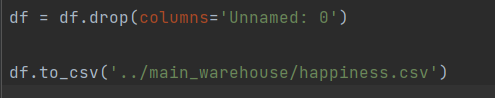 df = df.drop(columns='Unnamed: 0')
df.to_csv('../main_warehouse/happiness.csv')